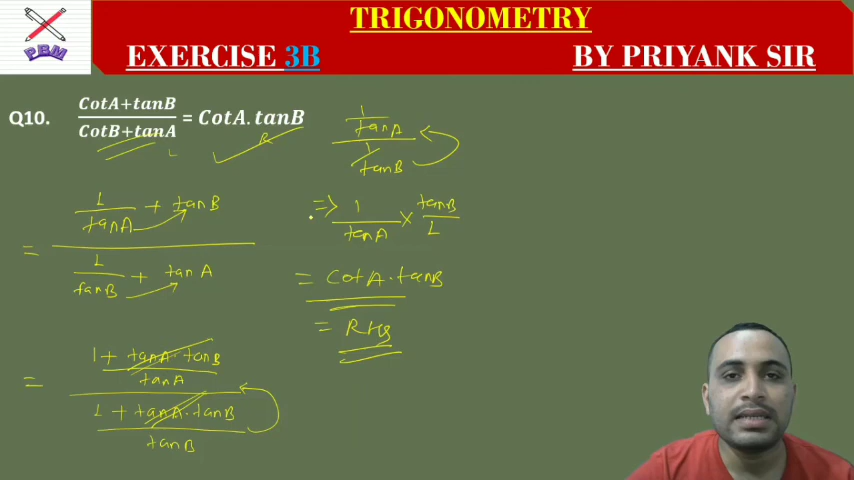 TRIGONOMETRY
EXERCISE 3B BY PRIYANK SIR
PBM
Q10. (CotA+tanB)/(CotB+tanA) = CotA.tanB
L R
= (1/tanA + tanB)/(1/tanB + tanA)
= ((1 + tanA · tanB)/tanA)/((1 + tanA · tanB)/tanB)
(1/tanA)/(1/tanB)
=> 1/tanA × tanB/1
= CotA · tanB
= RHS